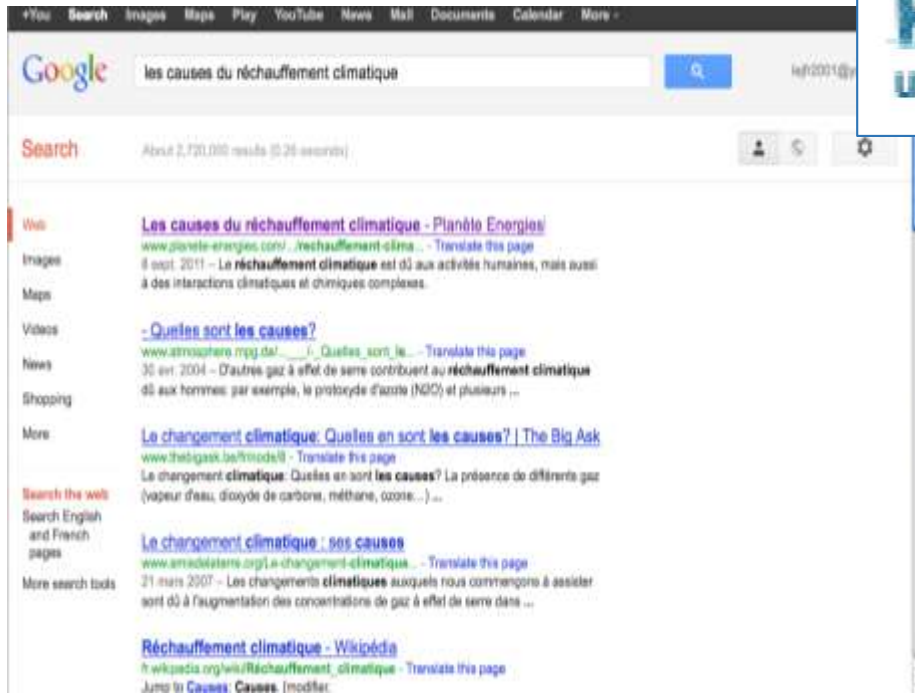 +You Search Images Maps Play YouTube News Mail Documents Calendar More
Google
les causes du réchauffement climatique
Search
About 2,720,000 results (0.26 seconds)
Web
Images
Maps
Videos
News
Shopping
More
Search the web
Search English
and French
pages
More search tools
Les causes du réchauffement climatique - Planète Energies
www.planete-energies.com/.../rechauffement-clima... - Translate this page
8 sept. 2011 – Le réchauffement climatique est dû aux activités humaines, mais aussi
à des interactions climatiques et chimiques complexes.
- Quelles sont les causes?
www.atmosphere.mpg.de/... - Translate this page
30 avr. 2004 – D'autres gaz à effet de serre contribuent au réchauffement climatique
dû aux hommes: par exemple, le protoxyde d'azote (N2O) et plusieurs ...
Le changement climatique: Quelles en sont les causes? | The Big Ask
www.thebigask.be/fr/node/8 - Translate this page
Le changement climatique: Quelles en sont les causes? La présence de différents gaz
(vapeur d'eau, dioxyde de carbone, méthane, ozone...) ...
Le changement climatique : ses causes
www.amisdelaterre.org/Le-changement-climatique... - Translate this page
21 mars 2007 – Les changements climatiques auxquels nous commençons à assister
sont dû à l'augmentation des concentrations de gaz à effet de serre dans ...
Réchauffement climatique - Wikipédia
fr.wikipedia.org/wiki/Réchauffement_climatique - Translate this page
Jump to Causes: Causes. [modifier.